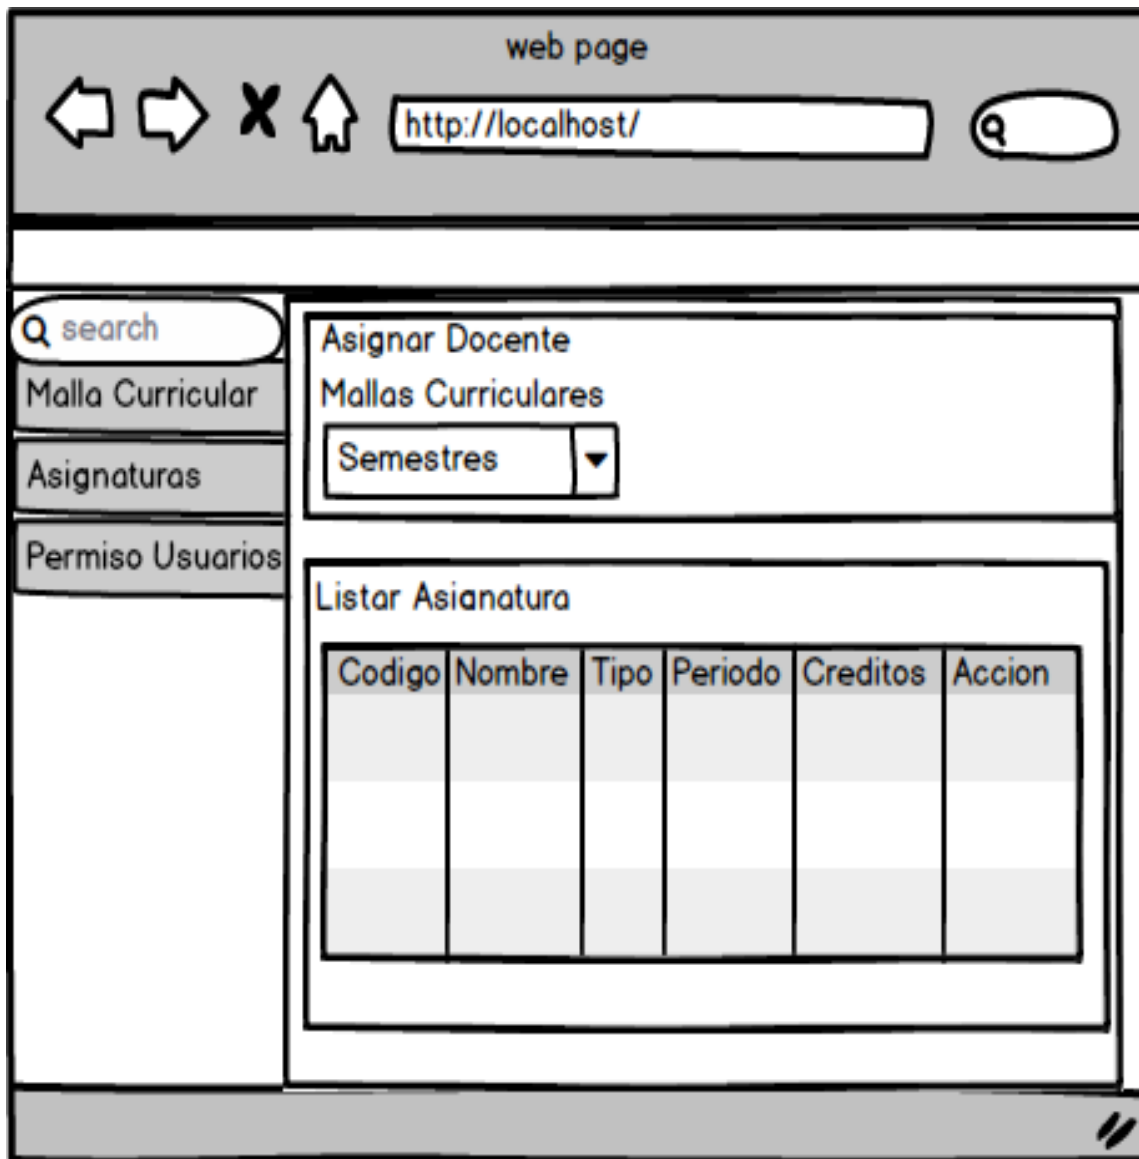 web page
http://localhost/
search
Malla Curricular
Asignaturas
Permiso Usuarios
Asignar Docente
Mallas Curriculares
Semestres
Listar Asianatura
Codigo Nombre Tipo Periodo Creditos Accion